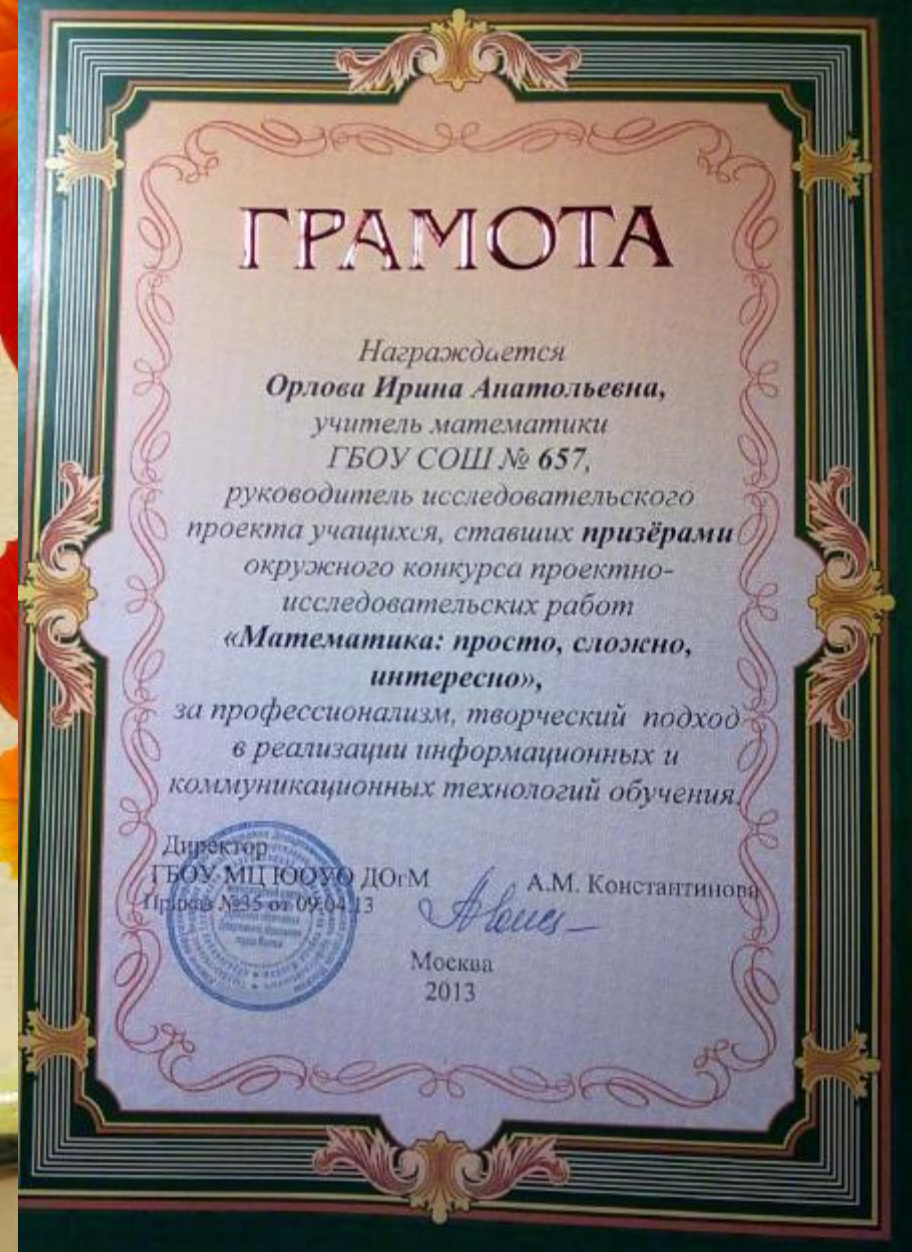 ГРАМОТА
Награждается
Орлова Ирина Анатольевна,
учитель математики
ГБОУ СОШ № 657,
руководитель исследовательского
проекта учащихся, ставших призёрами
окружного конкурса проектно-
исследовательских работ
«Математика: просто, сложно,
интересно»,
за профессионализм, творческий подход
в реализации информационных и
коммуникационных технологий обучения.
Директор
ГБОУ МЦ ЮОУО ДОгМ
А.М. Константинова
Приказ №35 от 09.04.13
Москва
2013